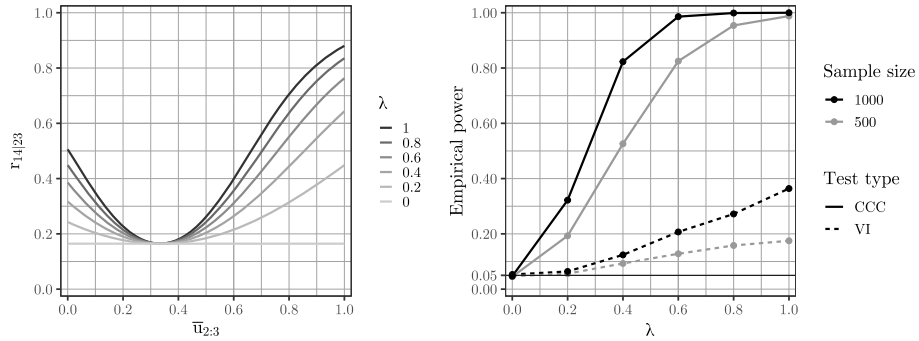 1.0
0.8
0.6
0.4
0.2
0.0
r14|23
0.0 0.2 0.4 0.6 0.8 1.0
u̅2:3
λ
1
0.8
0.6
0.4
0.2
0
1.00
0.80
0.60
0.40
0.20
0.05
0.00
Empirical power
0.0 0.2 0.4 0.6 0.8 1.0
λ
Sample size
1000
500
Test type
CCC
VI